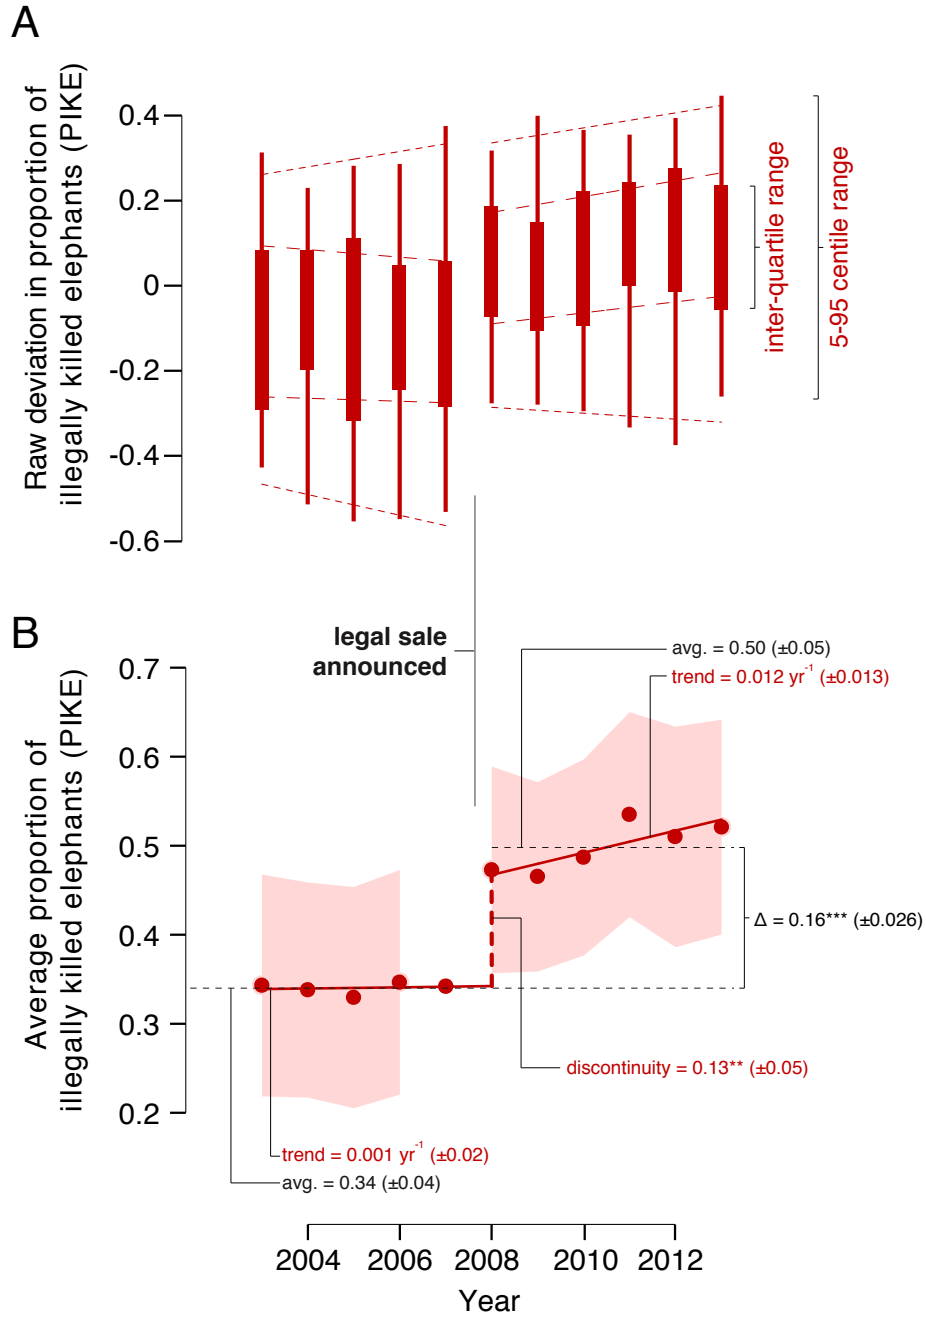 A
Raw deviation in proportion of
illegally killed elephants (PIKE)
0.4
0.2
0
-0.2
-0.4
-0.6
inter-quartile range
5-95 centile range
legal sale
announced
B
Average proportion of
illegally killed elephants (PIKE)
0.7
0.6
0.5
0.4
0.3
0.2
avg. = 0.50 (±0.05)
trend = 0.012 yr⁻¹ (±0.013)
Δ = 0.16*** (±0.026)
discontinuity = 0.13** (±0.05)
trend = 0.001 yr⁻¹ (±0.02)
avg. = 0.34 (±0.04)
2004 2006 2008 2010 2012
Year